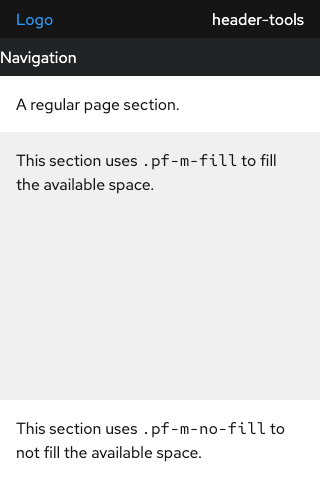 Logo header-tools
Navigation
A regular page section.
This section uses .pf-m-fill to fill
the available space.
This section uses .pf-m-no-fill to
not fill the available space.